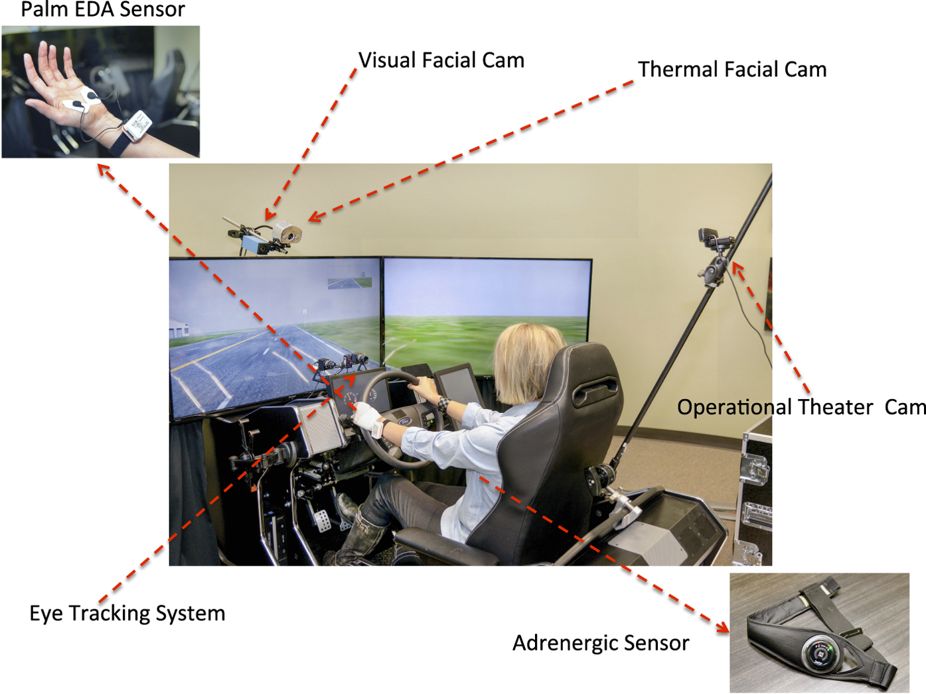 Palm EDA Sensor
Visual Facial Cam
Thermal Facial Cam
Operational Theater Cam
Eye Tracking System
Adrenergic Sensor